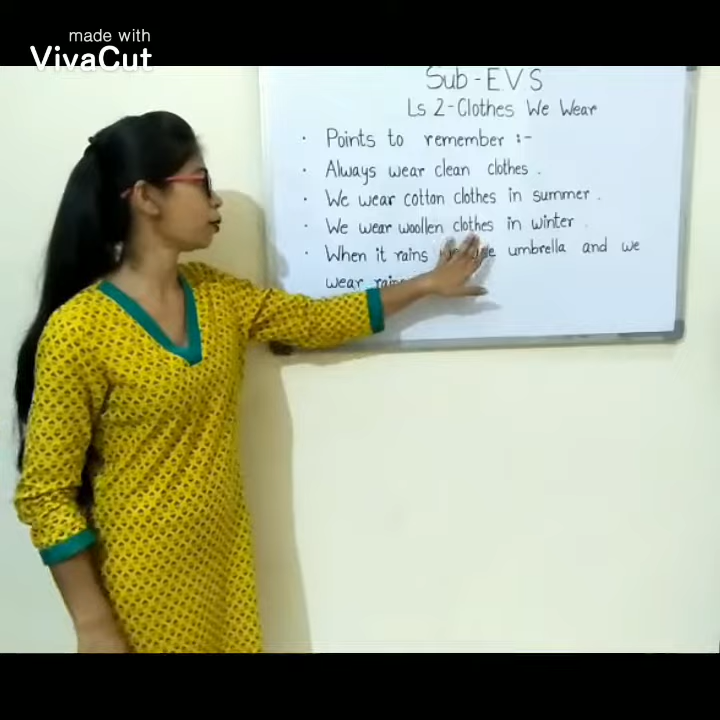 made with
VivaCut
Sub - E.V.S
Ls 2 - Clothes We Wear
· Points to remember :-
· Always wear clean clothes .
· We wear cotton clothes in summer .
· We wear woollen clothes in winter .
· When it rains umbrella and we
wear